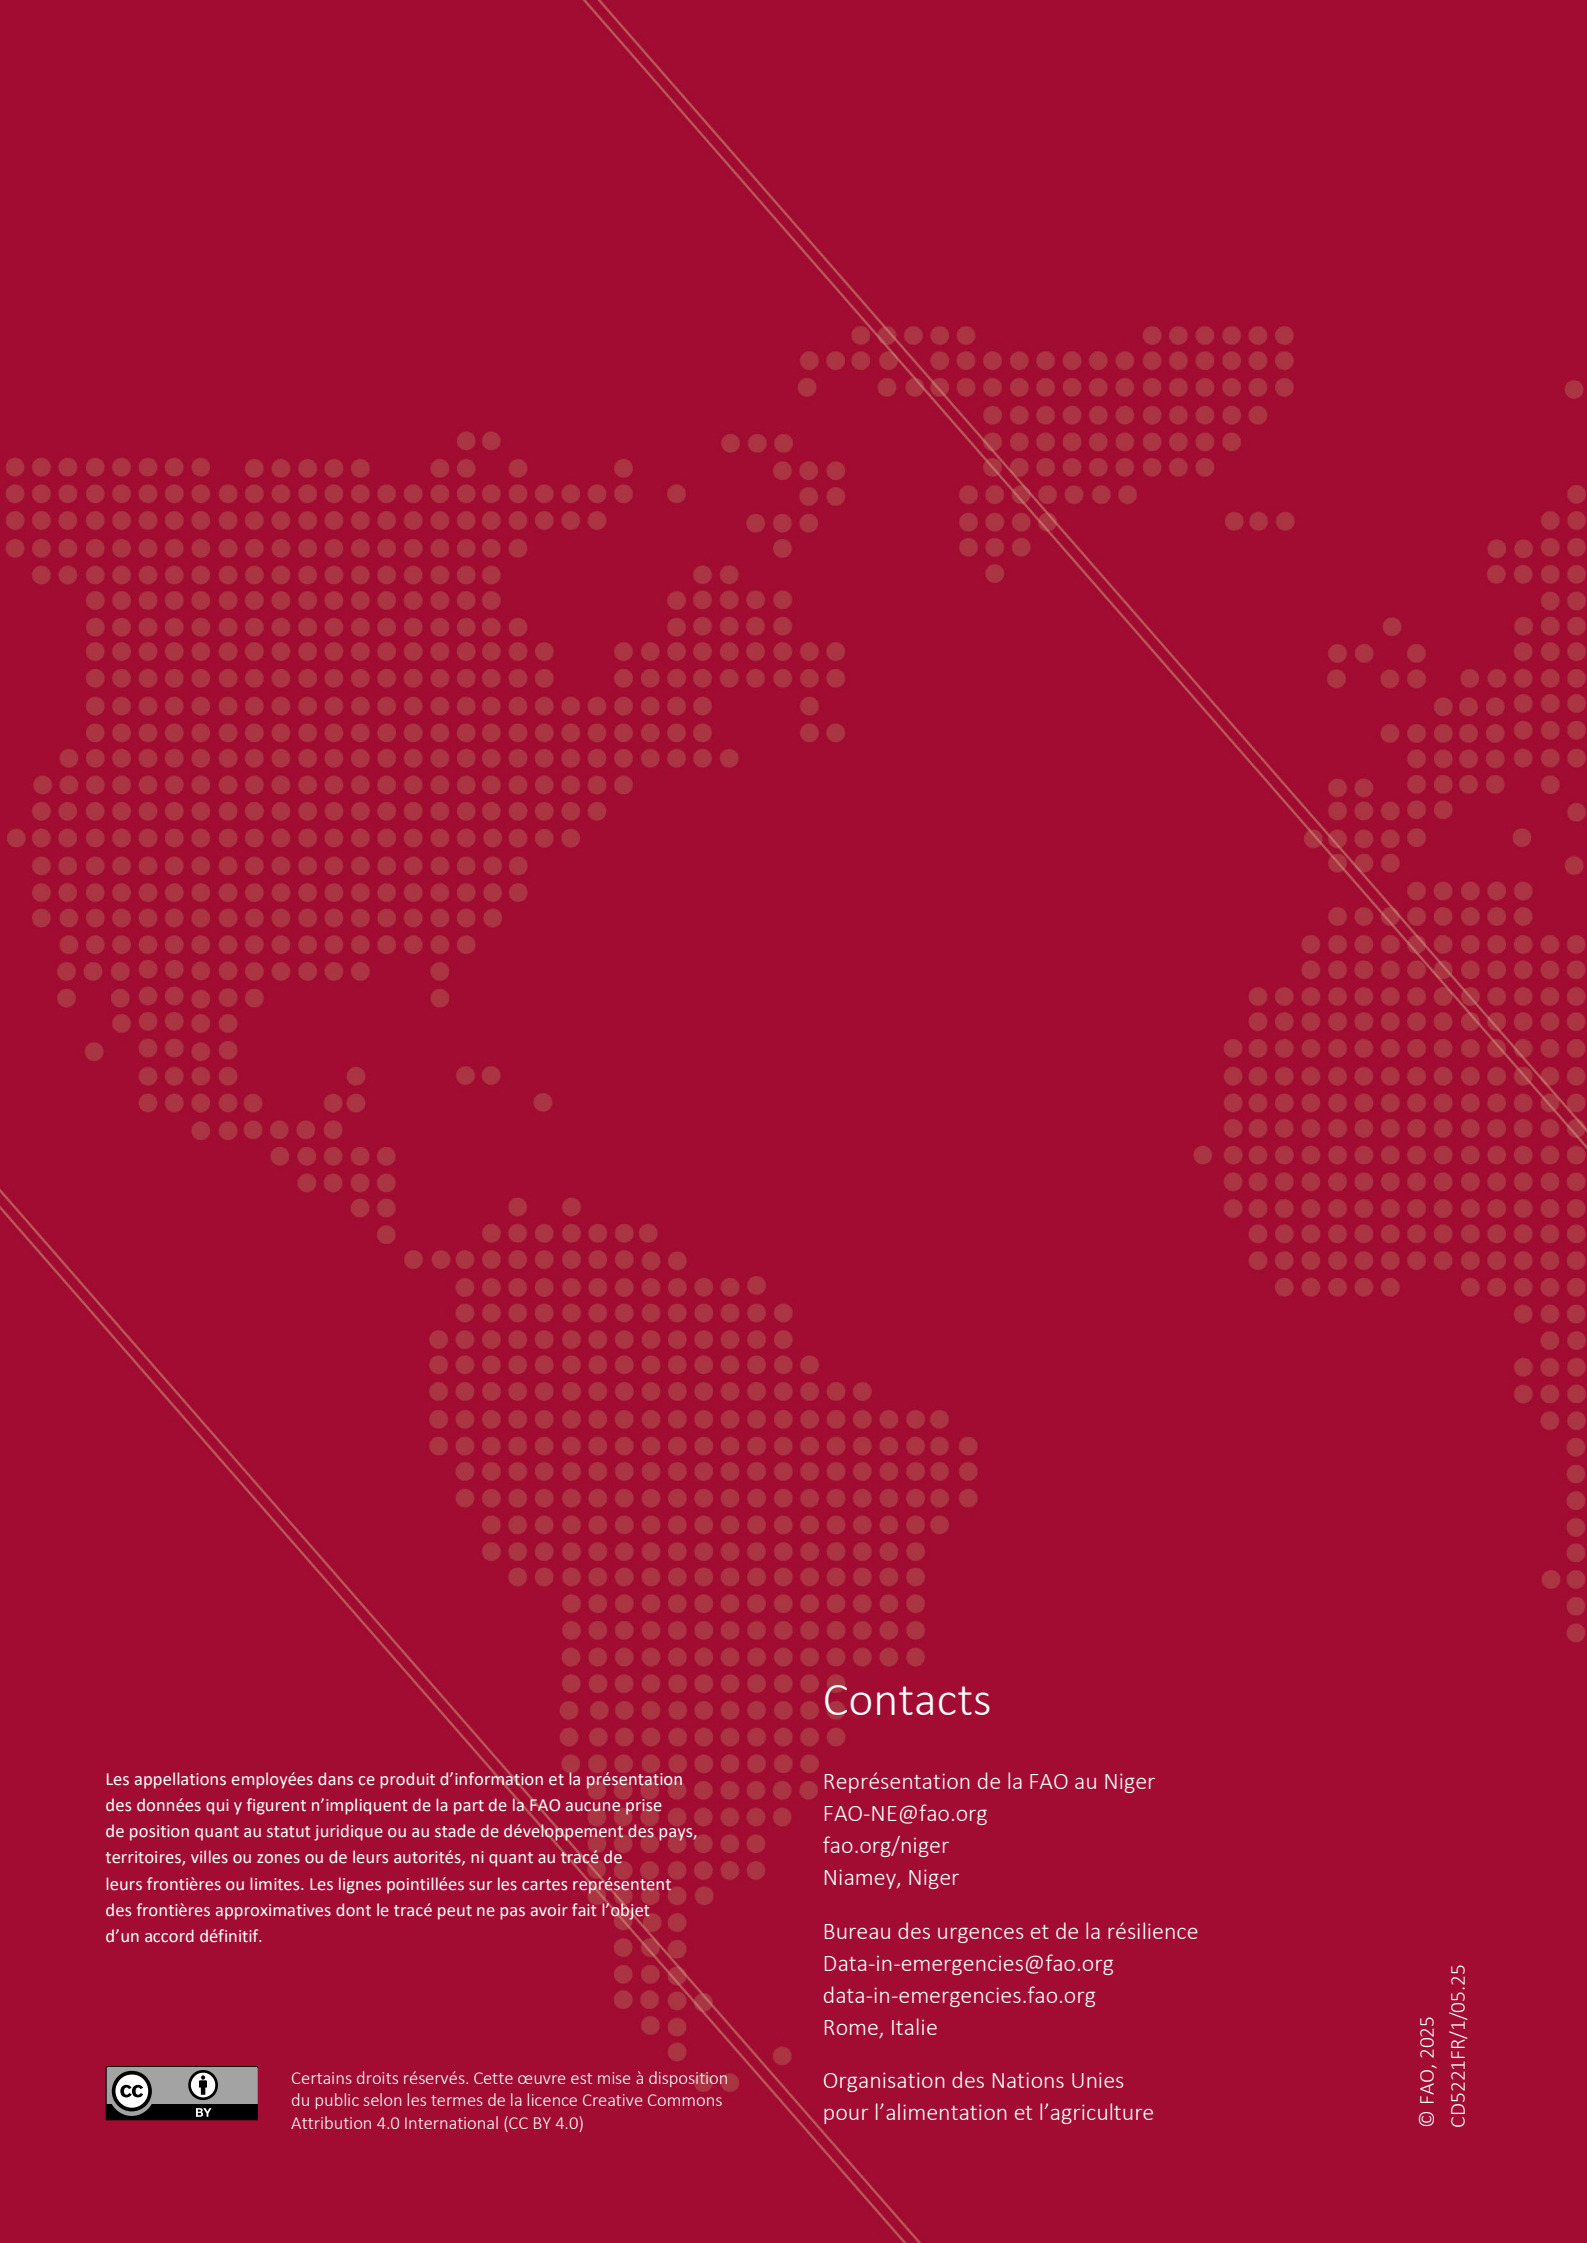 Les appellations employées dans ce produit d’information et la présentation
des données qui y figurent n’impliquent de la part de la FAO aucune prise
de position quant au statut juridique ou au stade de développement des pays,
territoires, villes ou zones ou de leurs autorités, ni quant au tracé de
leurs frontières ou limites. Les lignes pointillées sur les cartes représentent
des frontières approximatives dont le tracé peut ne pas avoir fait l’objet
d’un accord définitif.
cc
BY
Certains droits réservés. Cette œuvre est mise à disposition
du public selon les termes de la licence Creative Commons
Attribution 4.0 International (CC BY 4.0)
Contacts
Représentation de la FAO au Niger
FAO-NE@fao.org
fao.org/niger
Niamey, Niger
Bureau des urgences et de la résilience
Data-in-emergencies@fao.org
data-in-emergencies.fao.org
Rome, Italie
Organisation des Nations Unies
pour l’alimentation et l’agriculture
© FAO, 2025
CD5221FR/1/05.25